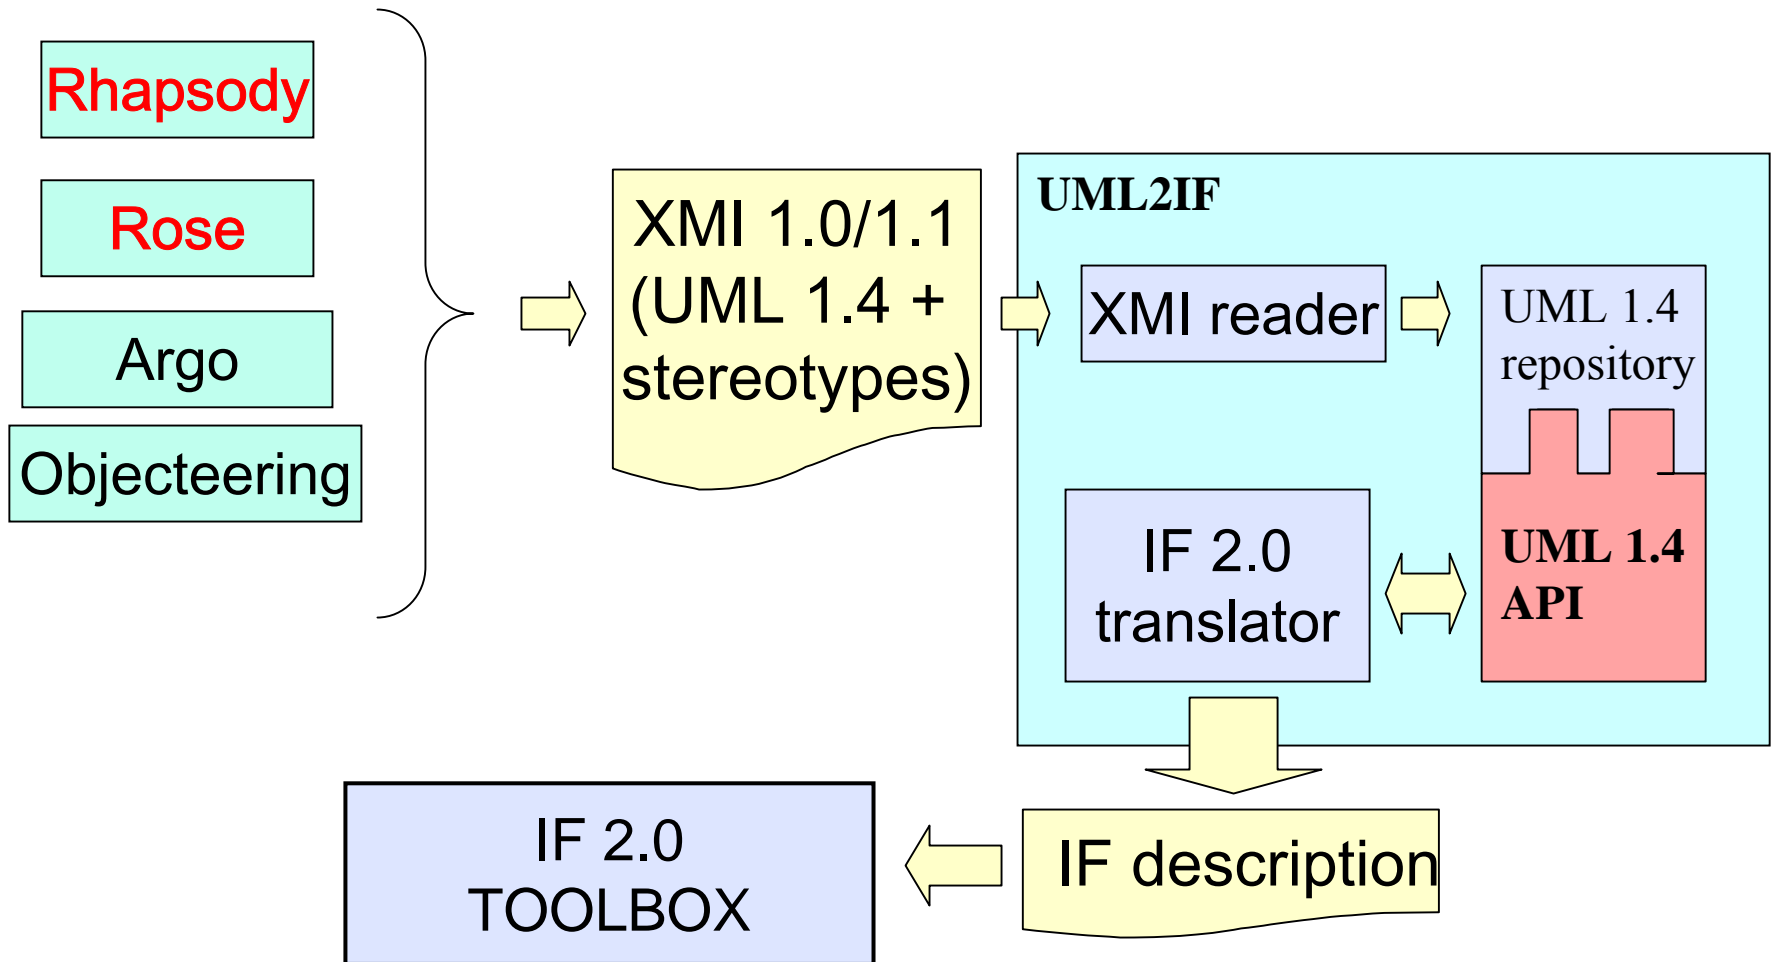 Rhapsody
Rose
Argo
Objecteering
XMI 1.0/1.1
(UML 1.4 +
stereotypes)
UML2IF
XMI reader
UML 1.4
repository
IF 2.0
translator
UML 1.4
API
IF description
IF 2.0
TOOLBOX